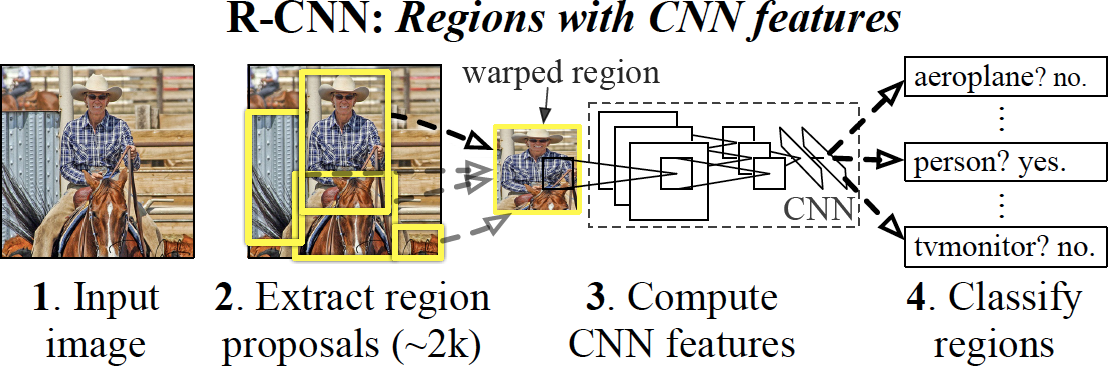 R-CNN: Regions with CNN features
warped region
aeroplane? no.
person? yes.
tvmonitor? no.
CNN
1. Input
image
2. Extract region
proposals (~2k)
3. Compute
CNN features
4. Classify
regions